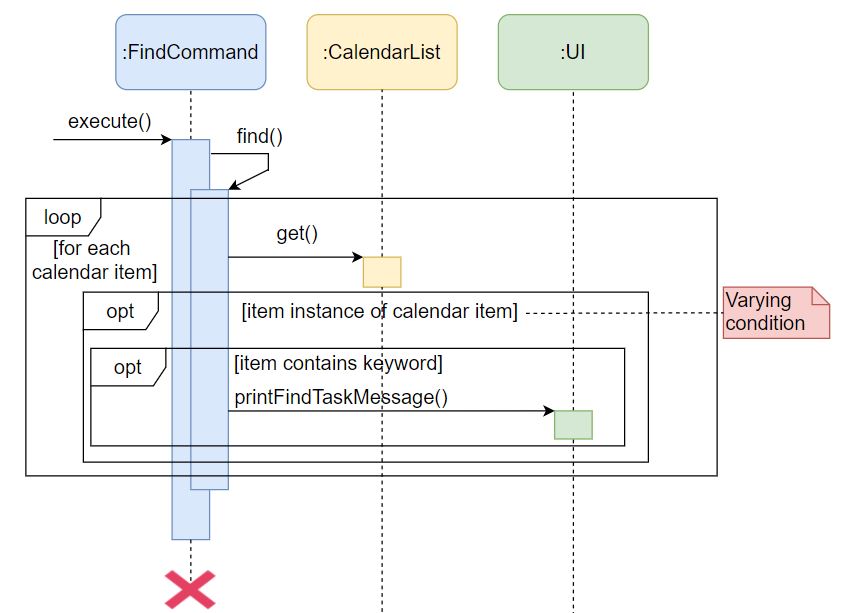 :FindCommand
:CalendarList
:UI
execute()
find()
loop
[for each
calendar item]
get()
opt
[item instance of calendar item]
Varying
condition
opt
[item contains keyword]
printFindTaskMessage()